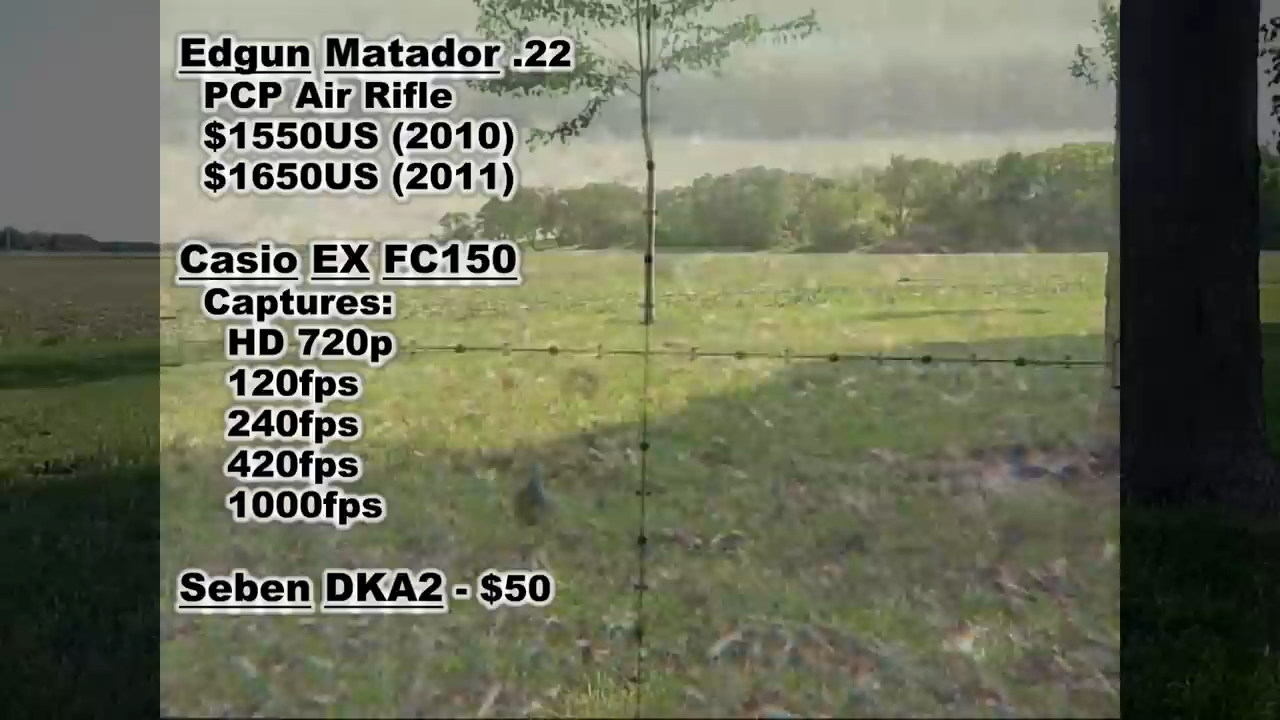 Edgun Matador .22
PCP Air Rifle
$1550US (2010)
$1650US (2011)
Casio EX FC150
Captures:
HD 720p
120fps
240fps
420fps
1000fps
Seben DKA2 - $50